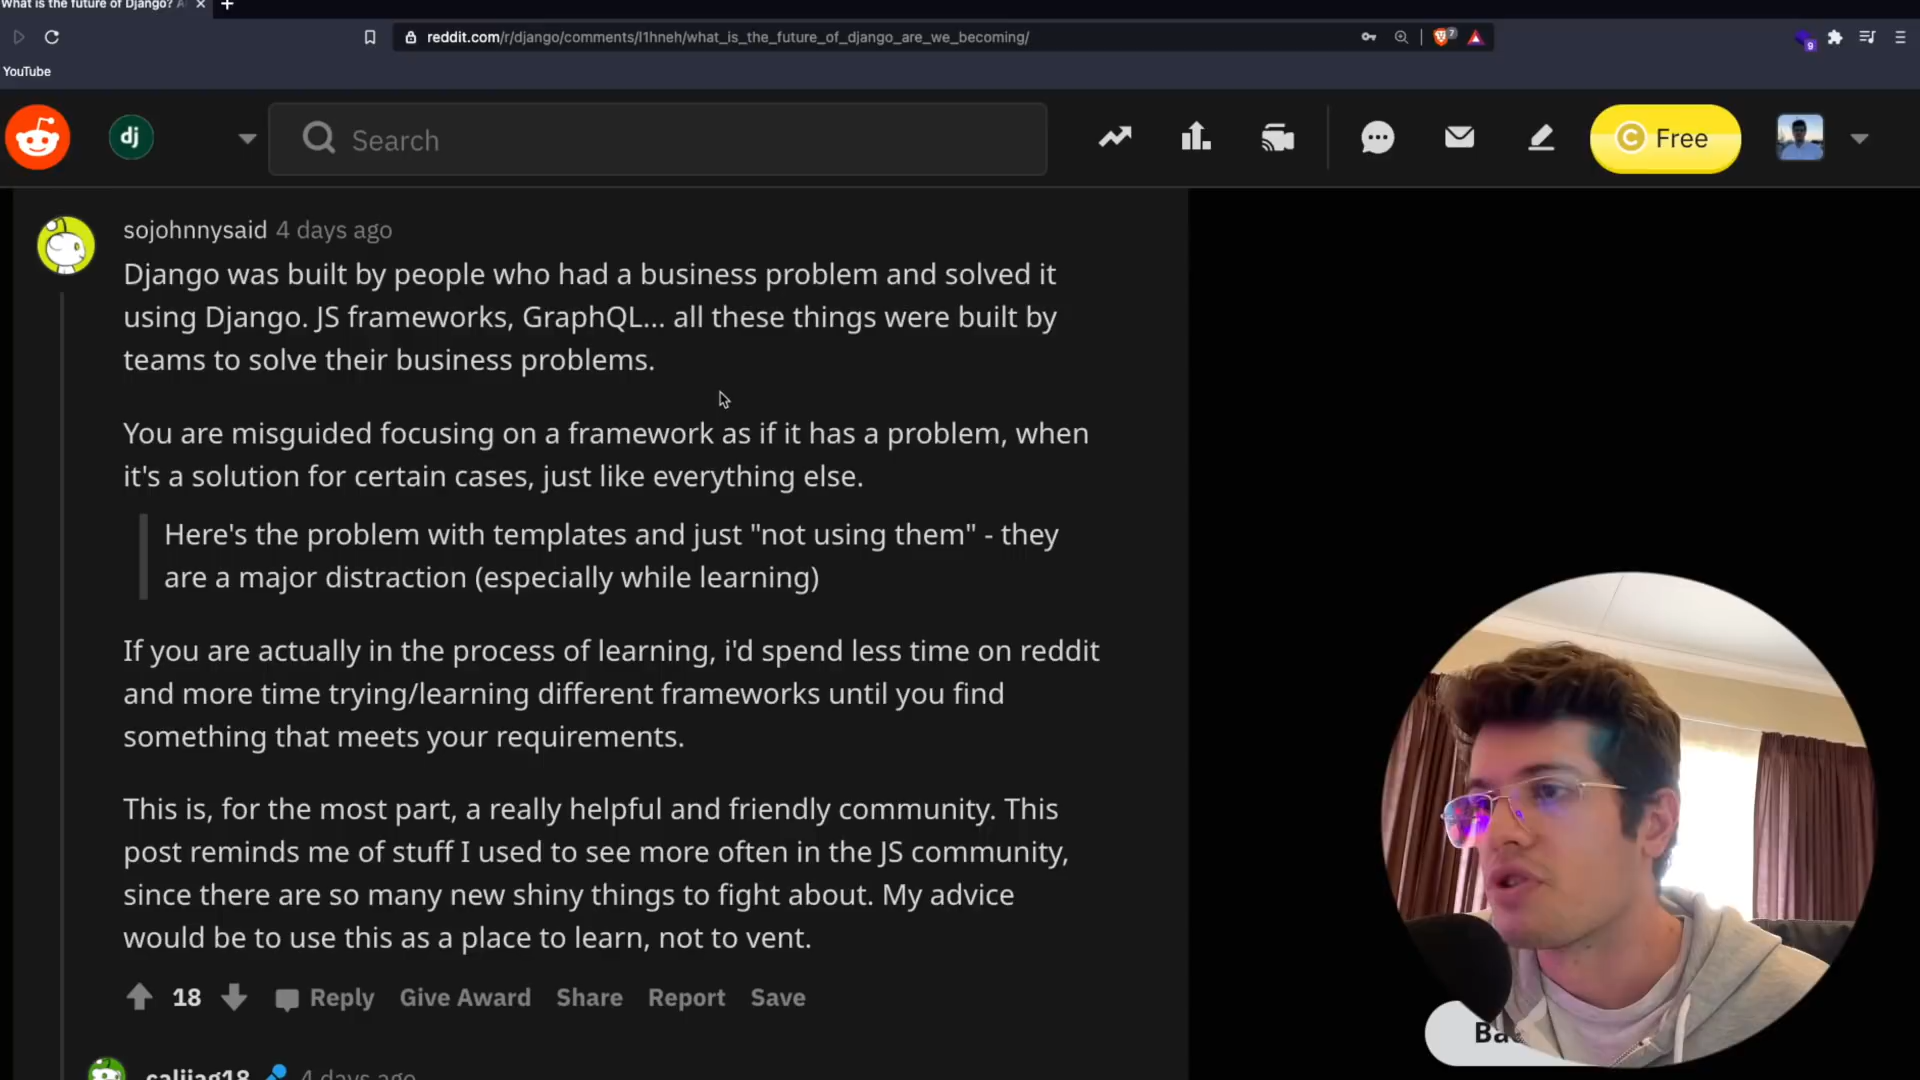 What is the future of Django?
YouTube
reddit.com/r/django/comments/l1hneh/what_is_the_future_of_django_are_we_becoming/
7
9
dj
Search
Free
sojohnnysaid 4 days ago
Django was built by people who had a business problem and solved it
using Django. JS frameworks, GraphQL... all these things were built by
teams to solve their business problems.
You are misguided focusing on a framework as if it has a problem, when
it's a solution for certain cases, just like everything else.
Here's the problem with templates and just "not using them" - they
are a major distraction (especially while learning)
If you are actually in the process of learning, i'd spend less time on reddit
and more time trying/learning different frameworks until you find
something that meets your requirements.
This is, for the most part, a really helpful and friendly community. This
post reminds me of stuff I used to see more often in the JS community,
since there are so many new shiny things to fight about. My advice
would be to use this as a place to learn, not to vent.
18 Reply Give Award Share Report Save
4 days ago